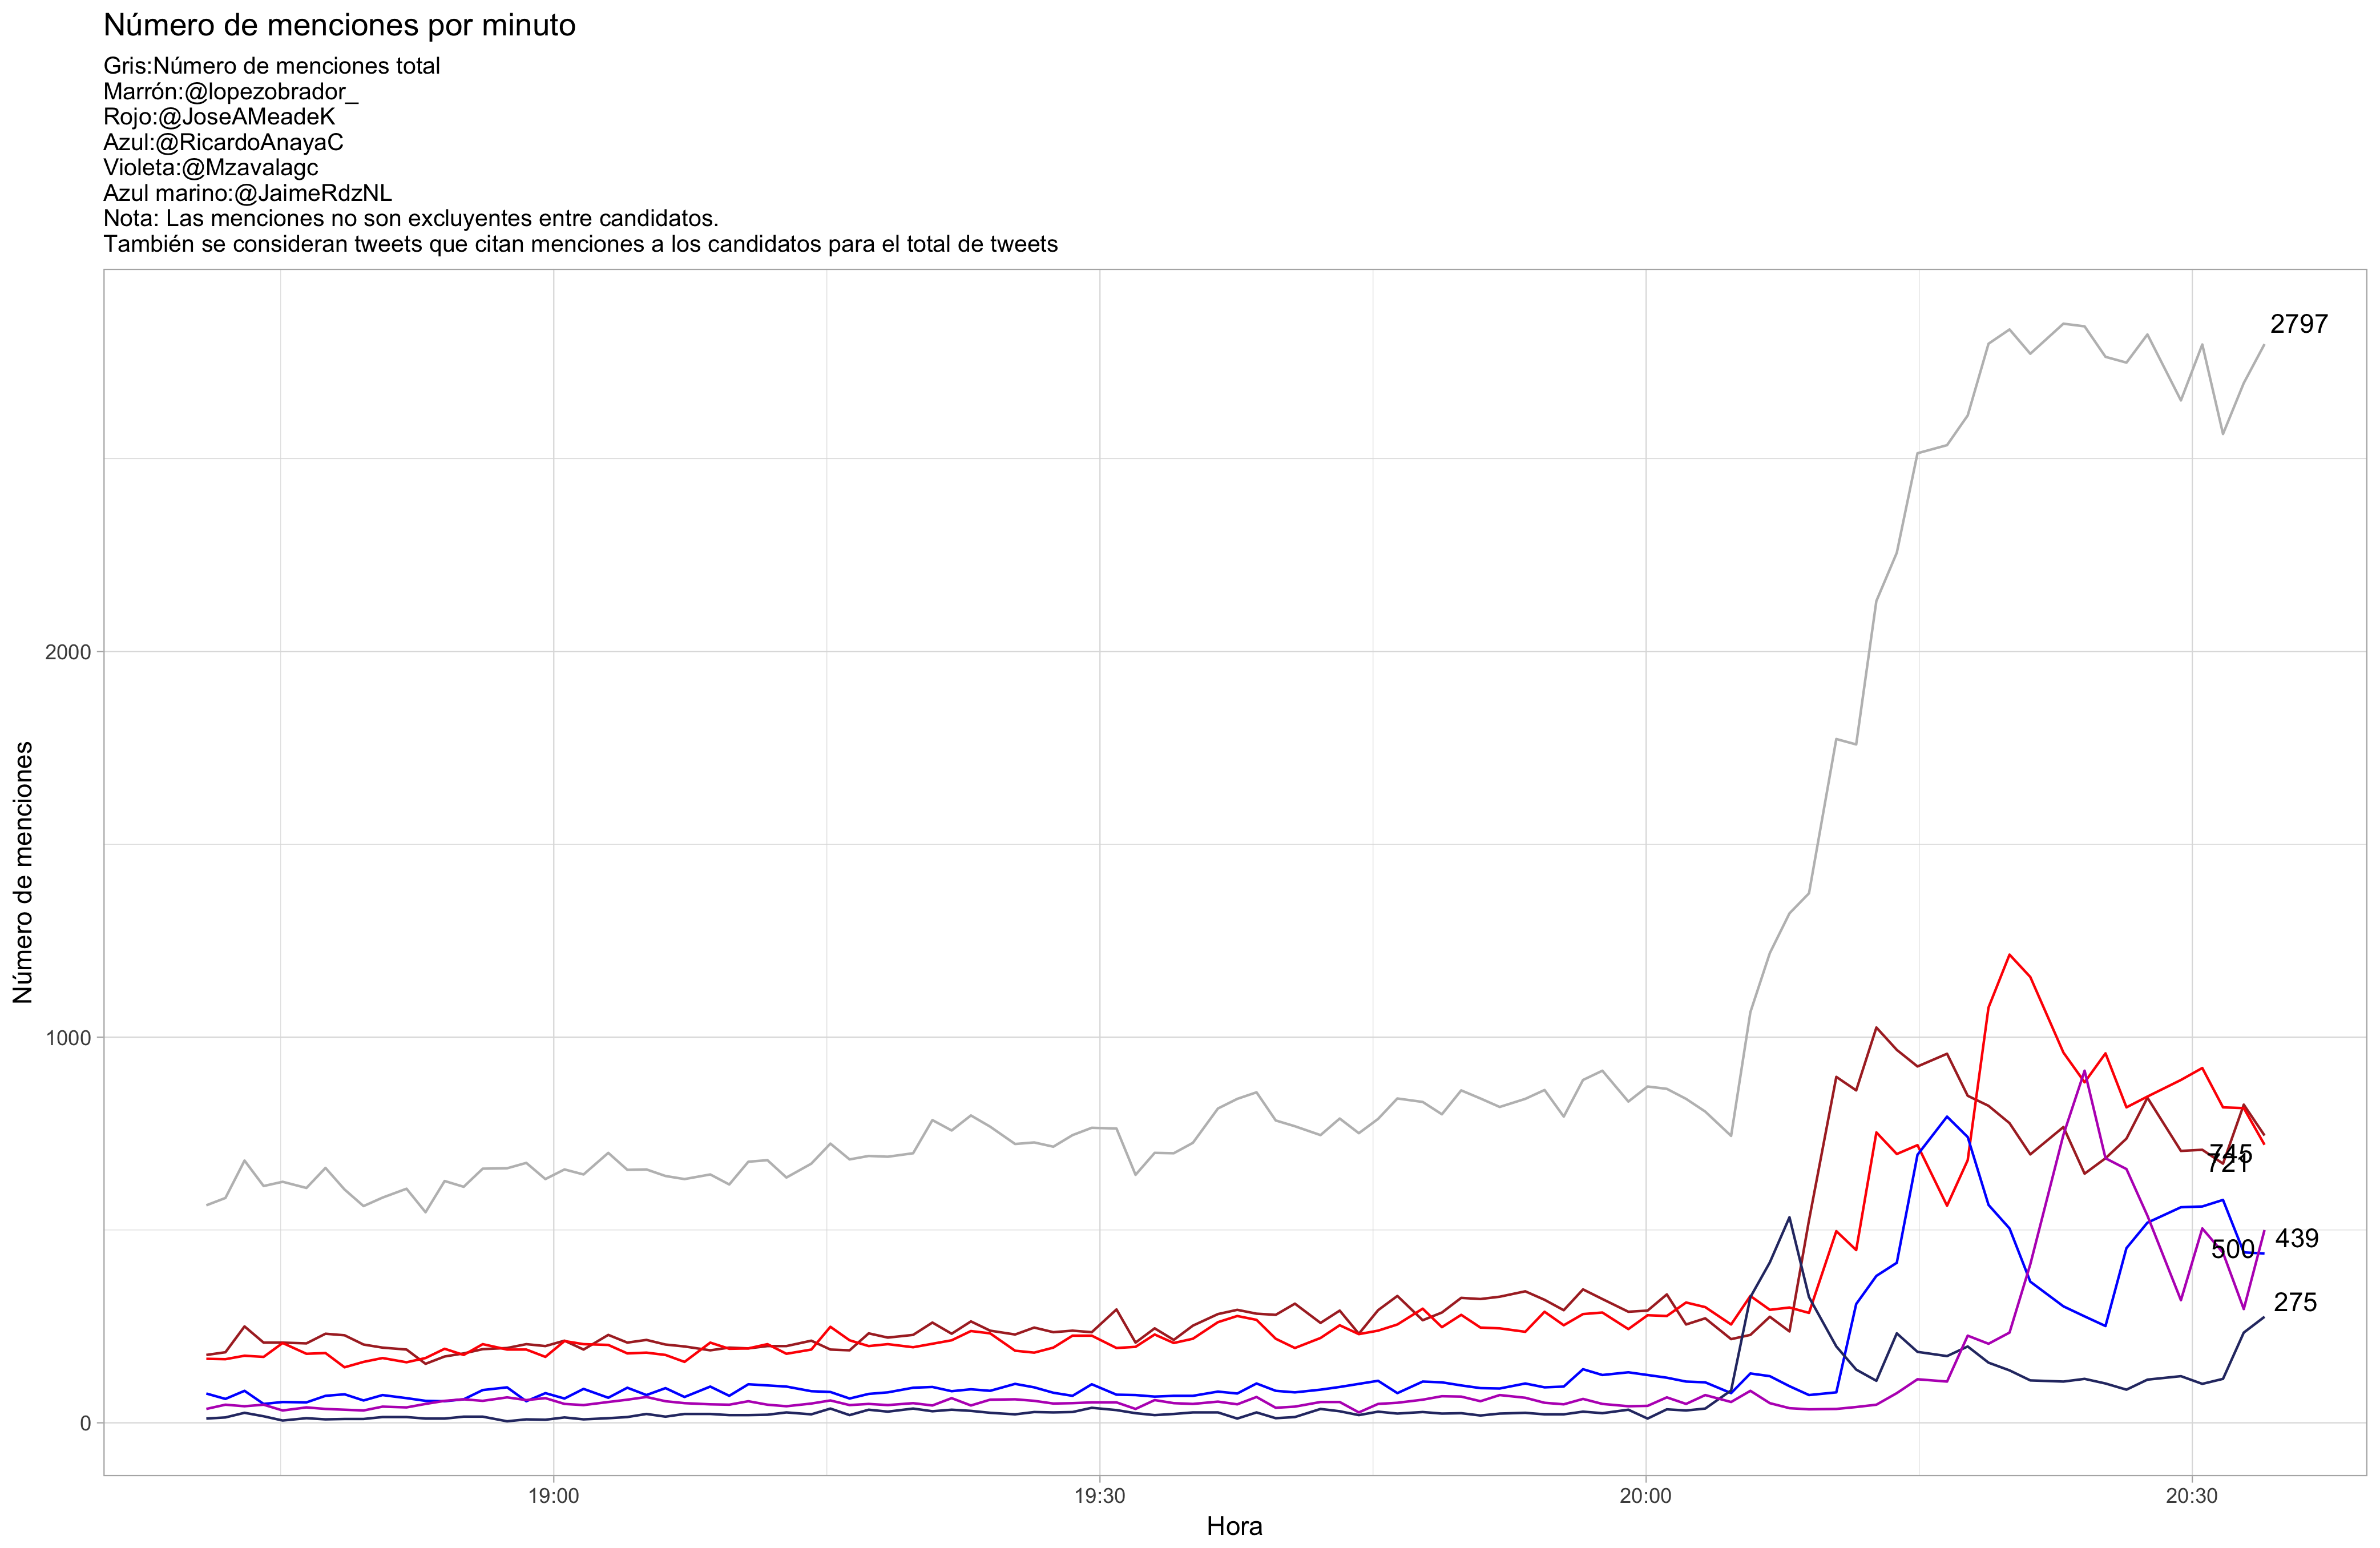 Número de menciones por minuto
Gris:Número de menciones total
Marrón:@lopezobrador_
Rojo:@JoseAMeadeK
Azul:@RicardoAnayaC
Violeta:@Mzavalagc
Azul marino:@JaimeRdzNL
Nota: Las menciones no son excluyentes entre candidatos.
También se consideran tweets que citan menciones a los candidatos para el total de tweets
2797
2000
Número de menciones
1000
745
721
439
500
275
0
19:00
19:30
20:00
20:30
Hora